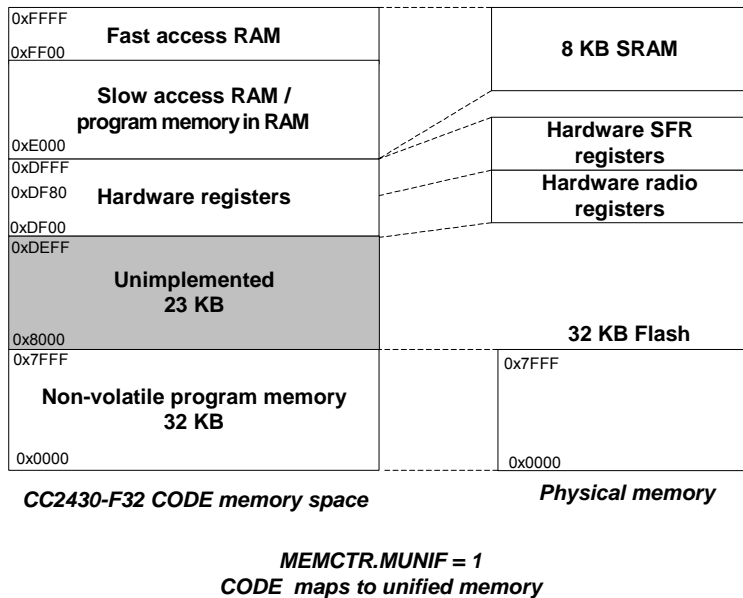 0xFFFF
Fast access RAM
0xFF00
8 KB SRAM
Slow access RAM /
program memory in RAM
0xE000
Hardware SFR
registers
0xDFFF
0xDF80
Hardware registers
0xDF00
Hardware radio
registers
0xDEFF
Unimplemented
23 KB
0x8000
32 KB Flash
0x7FFF
Non-volatile program memory
32 KB
0x0000
0x7FFF
0x0000
CC2430-F32 CODE memory space
Physical memory
MEMCTR.MUNIF = 1
CODE maps to unified memory